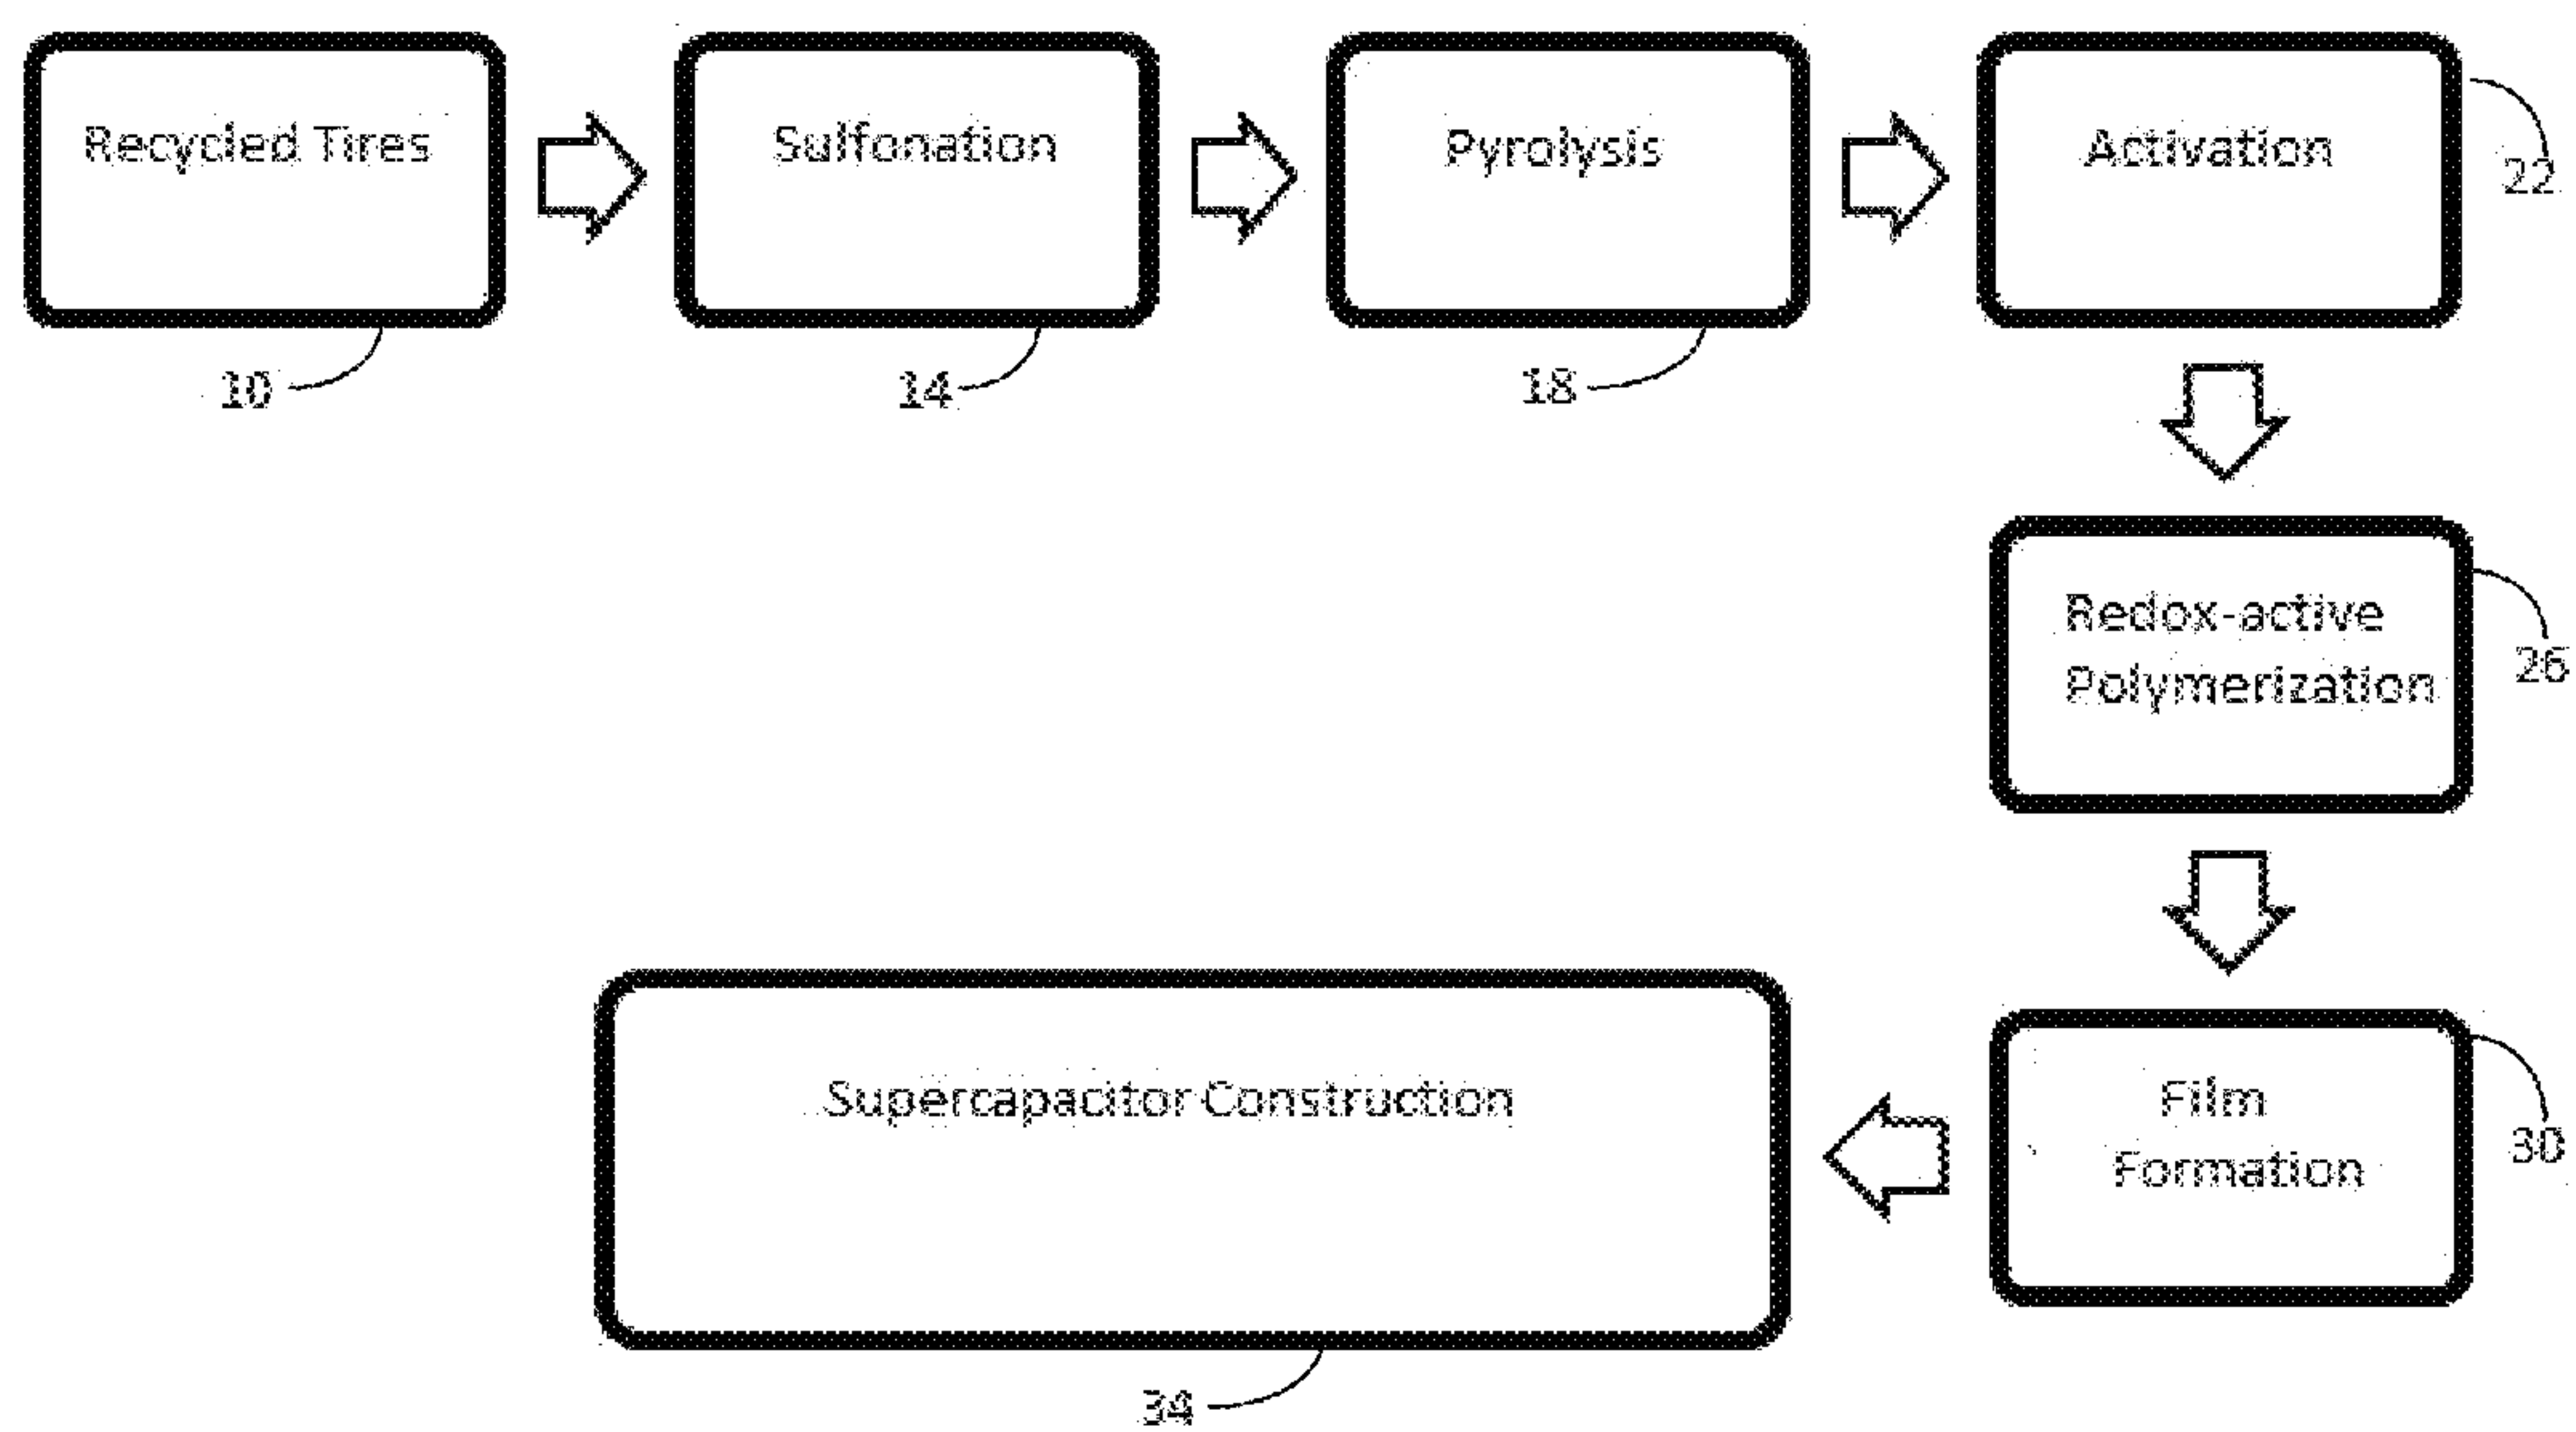 Recycled Tires
Sulfonation
Pyrolysis
Activation
22
10
14
18
Redox-active
Polymerization
26
Supercapacitor Construction
Film
Formation
30
34